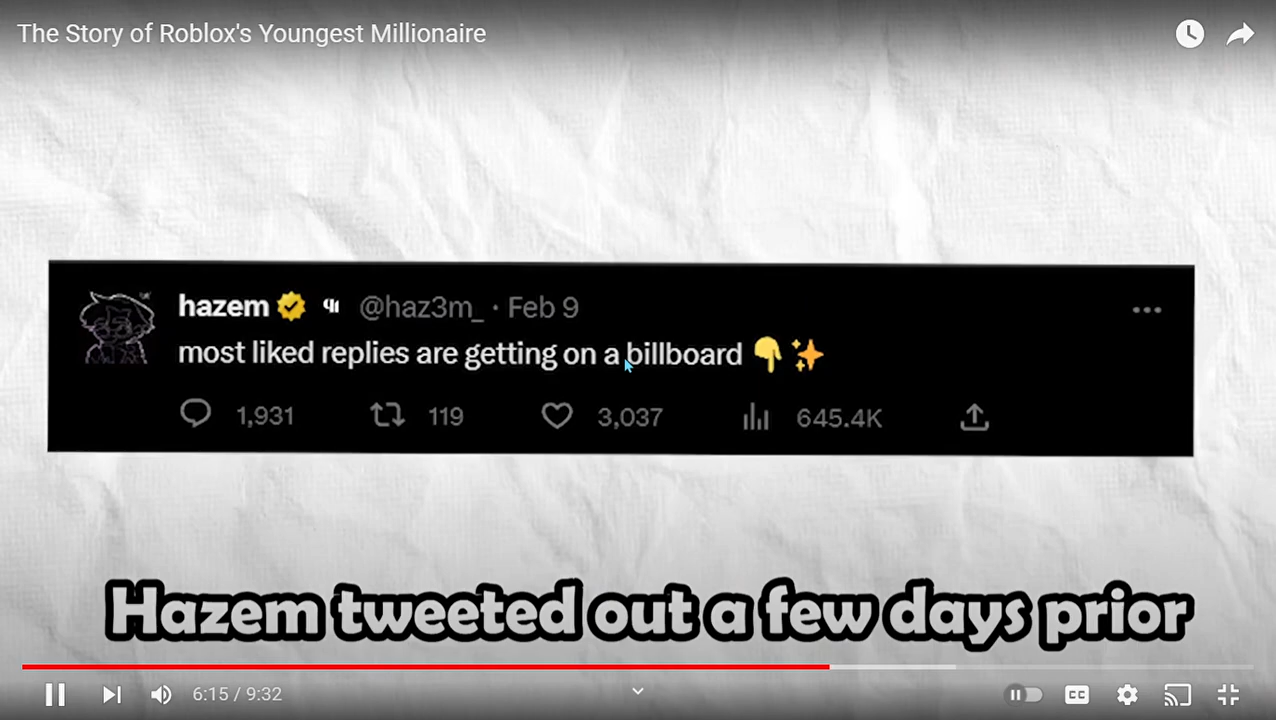 The Story of Roblox's Youngest Millionaire
hazem @haz3m_ · Feb 9
most liked replies are getting on a billboard 👇✨
1,931 119 3,037 645.4K
Hazem tweeted out a few days prior
6:15 / 9:32 CC